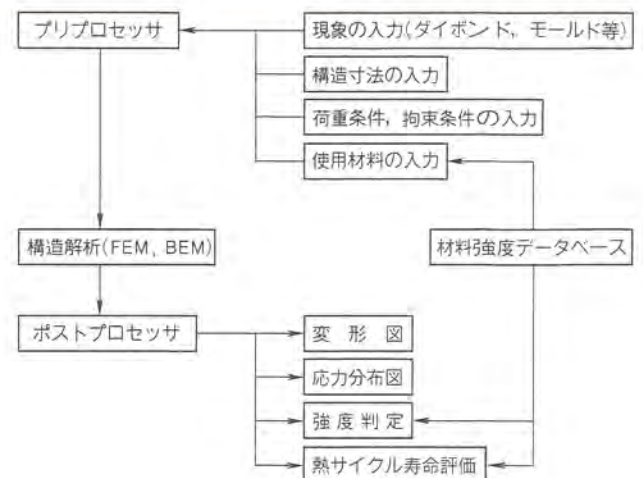 プリプロセッサ
現象の入力(ダイボンド，モールド等)
構造寸法の入力
荷重条件，拘束条件の入力
使用材料の入力
構造解析(FEM，BEM)
材料強度データベース
ポストプロセッサ
変 形 図
応力分布図
強 度 判 定
熱サイクル寿命評価